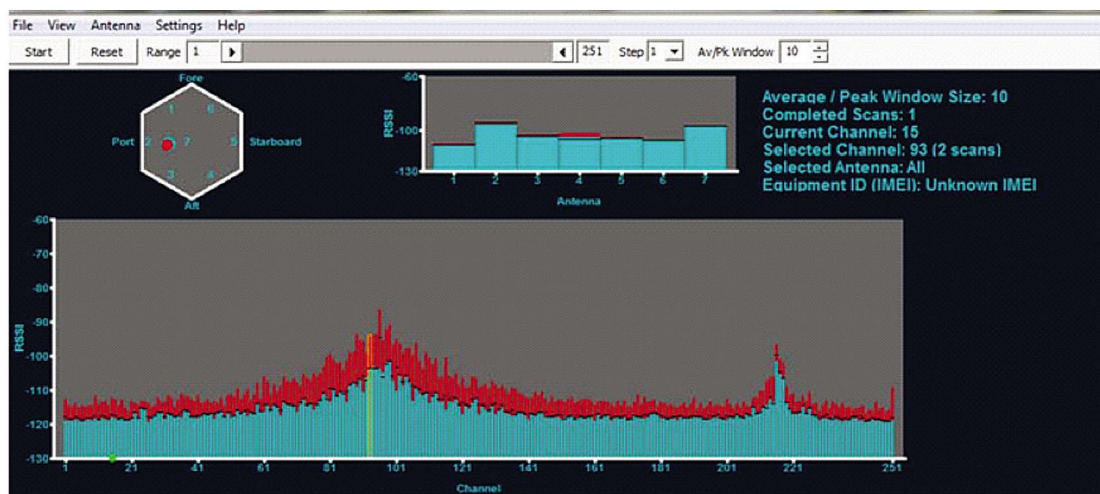 File View Antenna Settings Help
Start Reset Range 1 251 Step 1 Av/Pk Window 10
Fore
1 6
Port 2 7 5 Starboard
3 4
Aft
-60
-100
-130
RSSI
1 2 3 4 5 6 7
Antenna
Average / Peak Window Size: 10
Completed Scans: 1
Current Channel: 15
Selected Channel: 93 (2 scans)
Selected Antenna: All
Equipment ID (IMEI): Unknown IMEI
-60
-70
-80
-90
-100
-110
-120
-130
RSSI
1 21 41 61 81 101 121 141 161 181 201 221 251
Channel